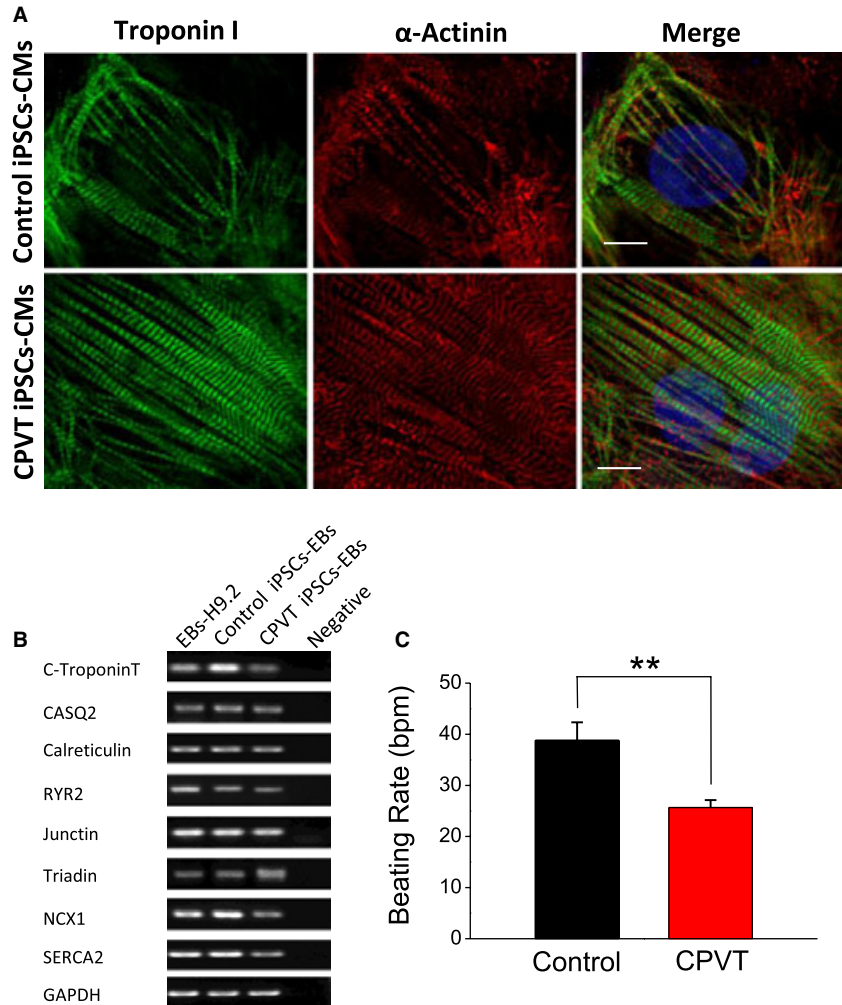 A
Troponin I
α-Actinin
Merge
Control iPSCs-CMs
CPVT iPSCs-CMs
B
EBs-H9.2
Control iPSCs-EBs
CPVT iPSCs-EBs
Negative
C-TroponinT
CASQ2
Calreticulin
RYR2
Junctin
Triadin
NCX1
SERCA2
GAPDH
C
**
Beating Rate (bpm)
50
40
30
20
10
0
Control
CPVT